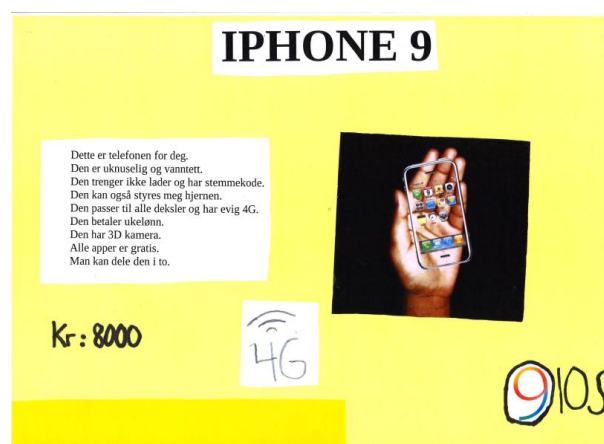 IPHONE 9
Dette er telefonen for deg.
Den er uknuselig og vanntett.
Den trenger ikke lader og har stemmekode.
Den kan også styres meg hjernen.
Den passer til alle deksler og har evig 4G.
Den betaler ukelønn.
Den har 3D kamera.
Alle apper er gratis.
Man kan dele den i to.
Kr: 8000
4G
9 IOS